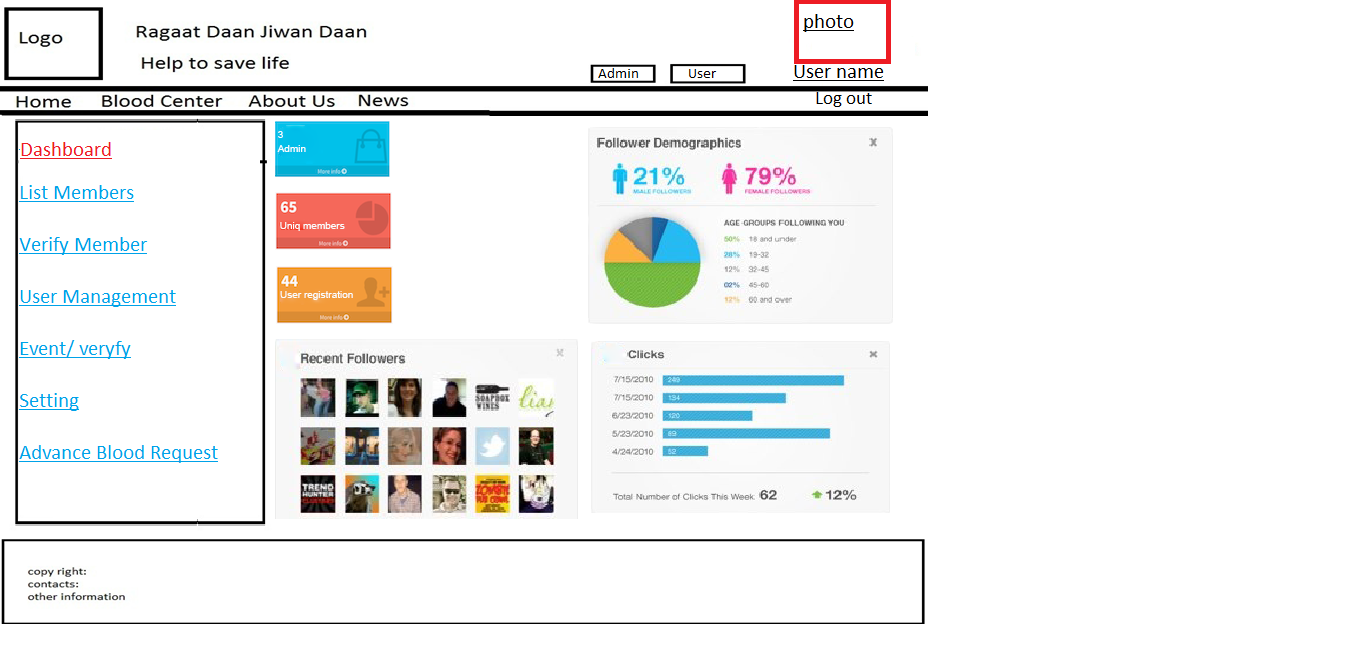 Logo
Ragaat Daan Jiwan Daan
Help to save life
photo
Admin
User
User name
Home Blood Center About Us News
Log out
Dashboard
List Members
Verify Member
User Management
Event/ veryfy
Setting
Advance Blood Request
3
Admin
More info
65
Uniq members
More info
44
User registration
More info
Follower Demographics x
21%
MALE FOLLOWERS
79%
FEMALE FOLLOWERS
AGE-GROUPS FOLLOWING YOU
50% 18 and under
28% 19-32
12% 32-45
02% 45-60
12% 60 and over
Recent Followers x
SOAPBOX
WINES
TREND
HUNTER
Clicks x
7/15/2010 249
7/15/2010 134
6/23/2010 120
5/23/2010 89
4/24/2010 52
Total Number of Clicks This Week 62 12%
copy right:
contacts:
other information